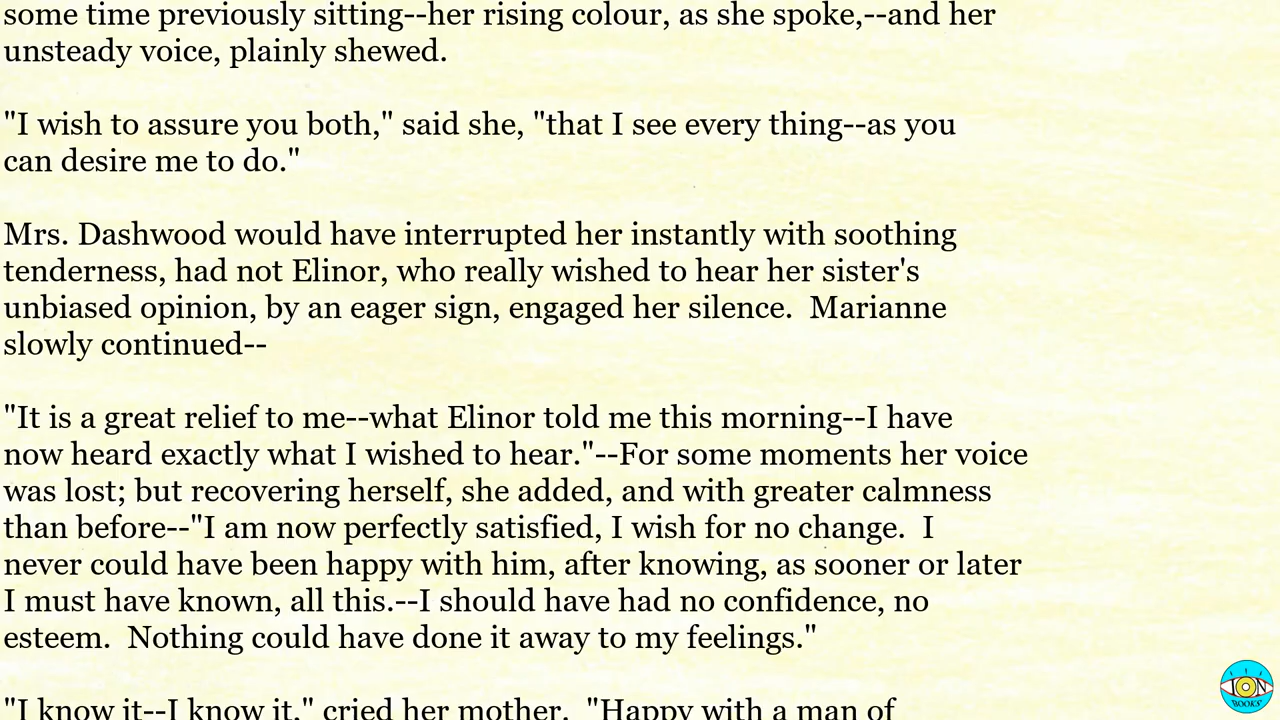 some time previously sitting--her rising colour, as she spoke,--and her
unsteady voice, plainly shewed.
"I wish to assure you both," said she, "that I see every thing--as you
can desire me to do."
Mrs. Dashwood would have interrupted her instantly with soothing
tenderness, had not Elinor, who really wished to hear her sister's
unbiased opinion, by an eager sign, engaged her silence.  Marianne
slowly continued--
"It is a great relief to me--what Elinor told me this morning--I have
now heard exactly what I wished to hear."--For some moments her voice
was lost; but recovering herself, she added, and with greater calmness
than before--"I am now perfectly satisfied, I wish for no change.  I
never could have been happy with him, after knowing, as sooner or later
I must have known, all this.--I should have had no confidence, no
esteem.  Nothing could have done it away to my feelings."
"I know it--I know it," cried her mother.  "Happy with a man of
ION
BOOKS